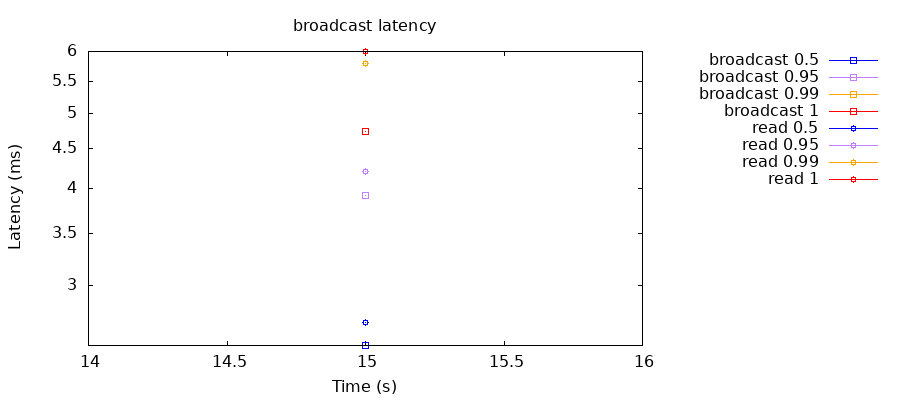 broadcast latency
Latency (ms)
6
5.5
5
4.5
4
3.5
3
14
14.5
15
15.5
16
Time (s)
broadcast 0.5
broadcast 0.95
broadcast 0.99
broadcast 1
read 0.5
read 0.95
read 0.99
read 1